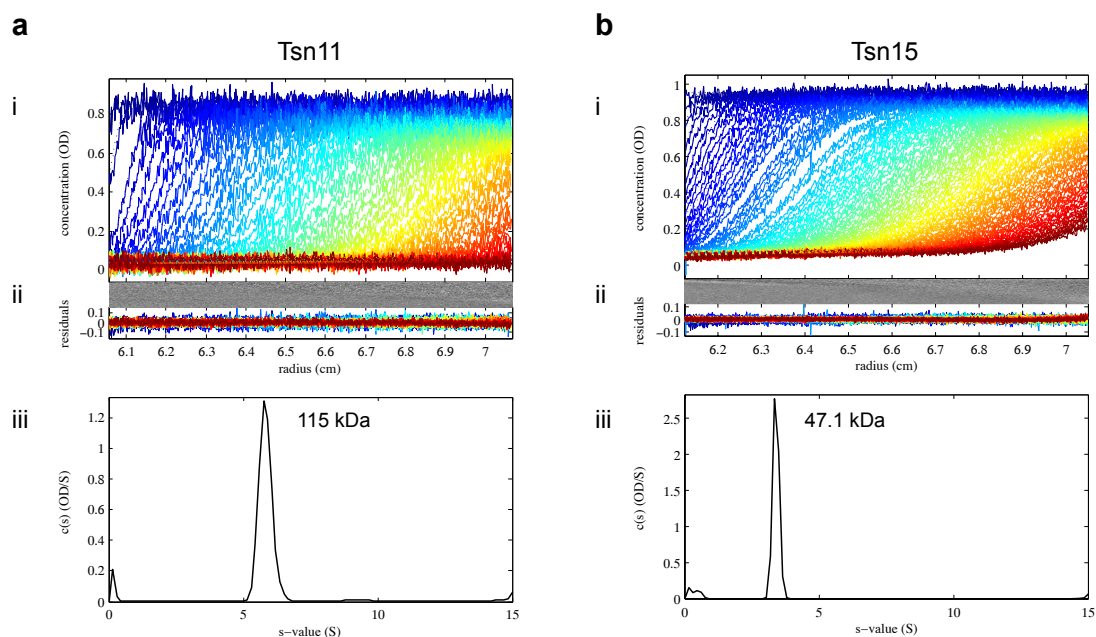 a
Tsn11
i
concentration (OD)
0.8
0.6
0.4
0.2
0
ii
residuals
0.1
0
−0.1
6.1 6.2 6.3 6.4 6.5 6.6 6.7 6.8 6.9 7
radius (cm)
iii
115 kDa
c(s) (OD/S)
1.2
1
0.8
0.6
0.4
0.2
0
0 5 10 15
s−value (S)
b
Tsn15
i
concentration (OD)
1
0.8
0.6
0.4
0.2
0
ii
residuals
0.1
0
−0.1
6.2 6.3 6.4 6.5 6.6 6.7 6.8 6.9 7
radius (cm)
iii
47.1 kDa
c(s) (OD/S)
2.5
2
1.5
1
0.5
0
0 5 10 15
s−value (S)